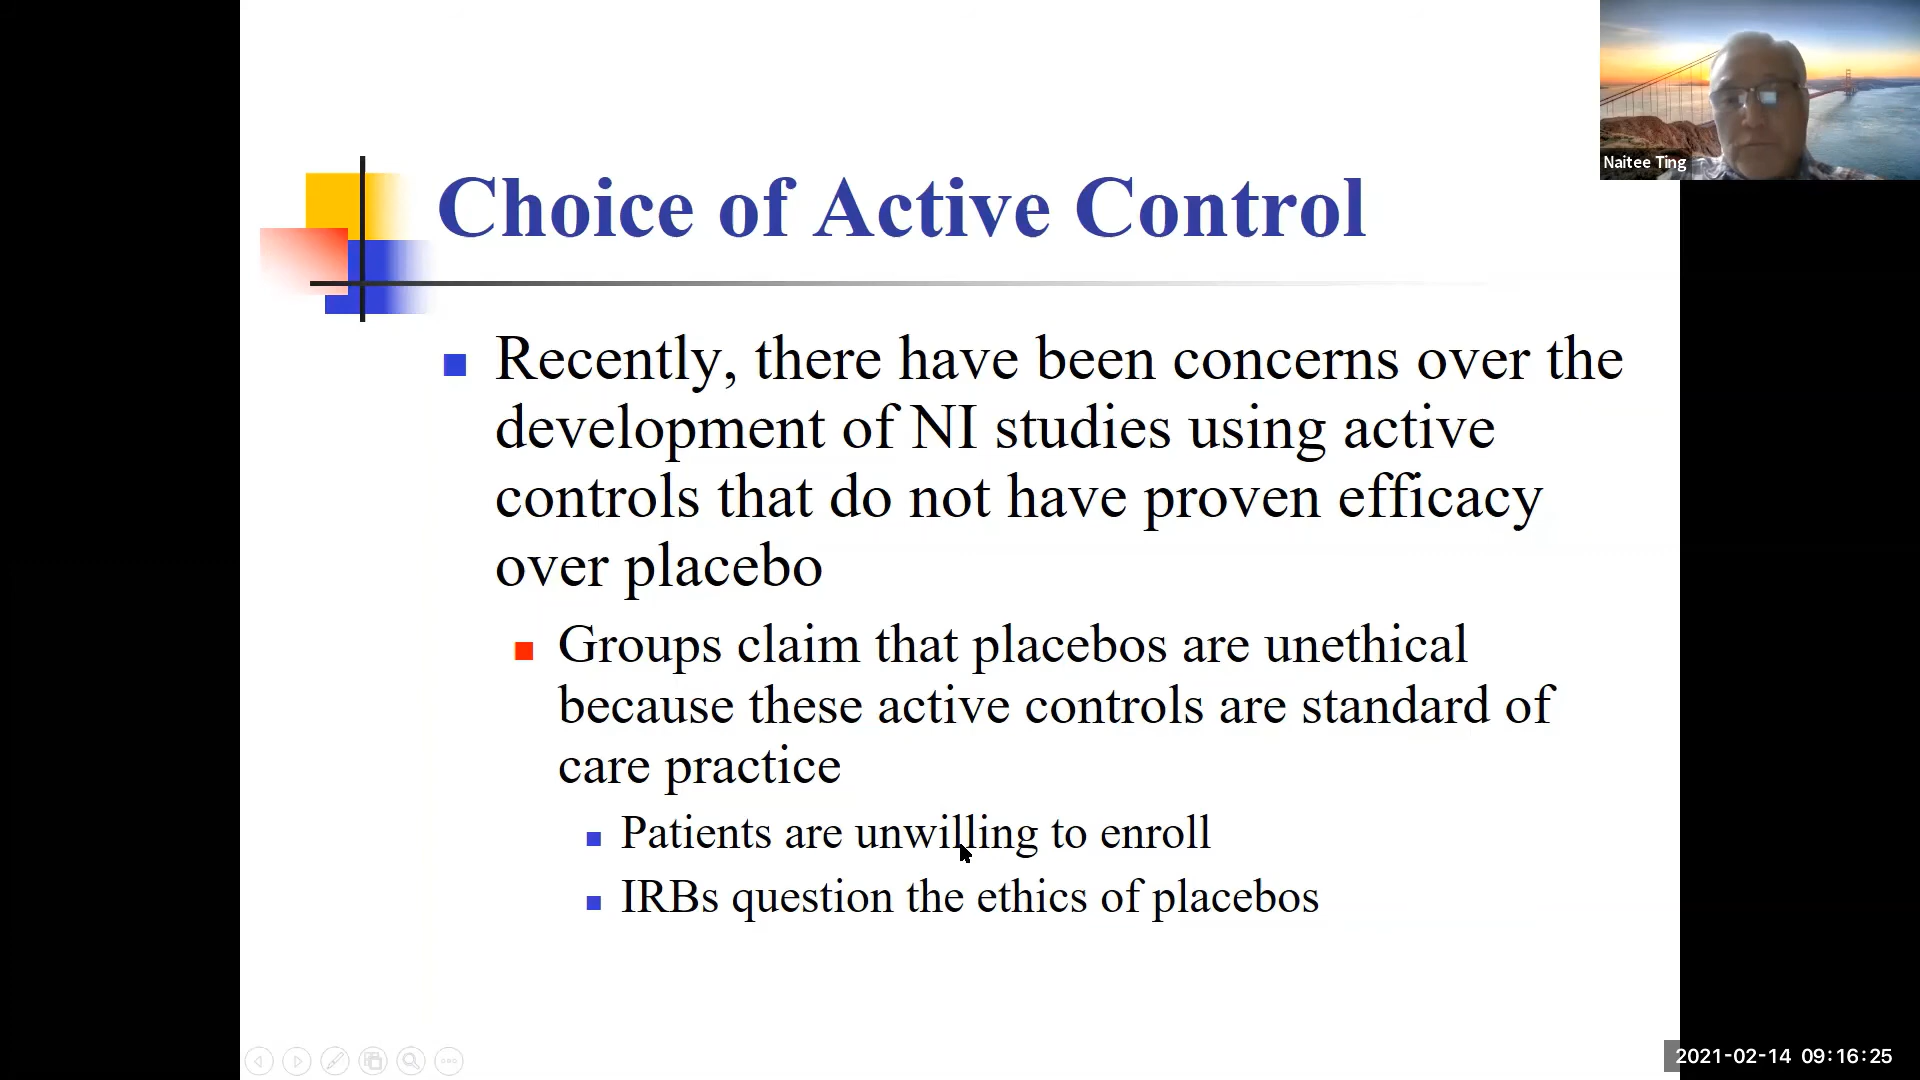 Naitee Ting
Choice of Active Control
Recently, there have been concerns over the
development of NI studies using active
controls that do not have proven efficacy
over placebo
Groups claim that placebos are unethical
because these active controls are standard of
care practice
Patients are unwilling to enroll
IRBs question the ethics of placebos
2021-02-14 09:16:25